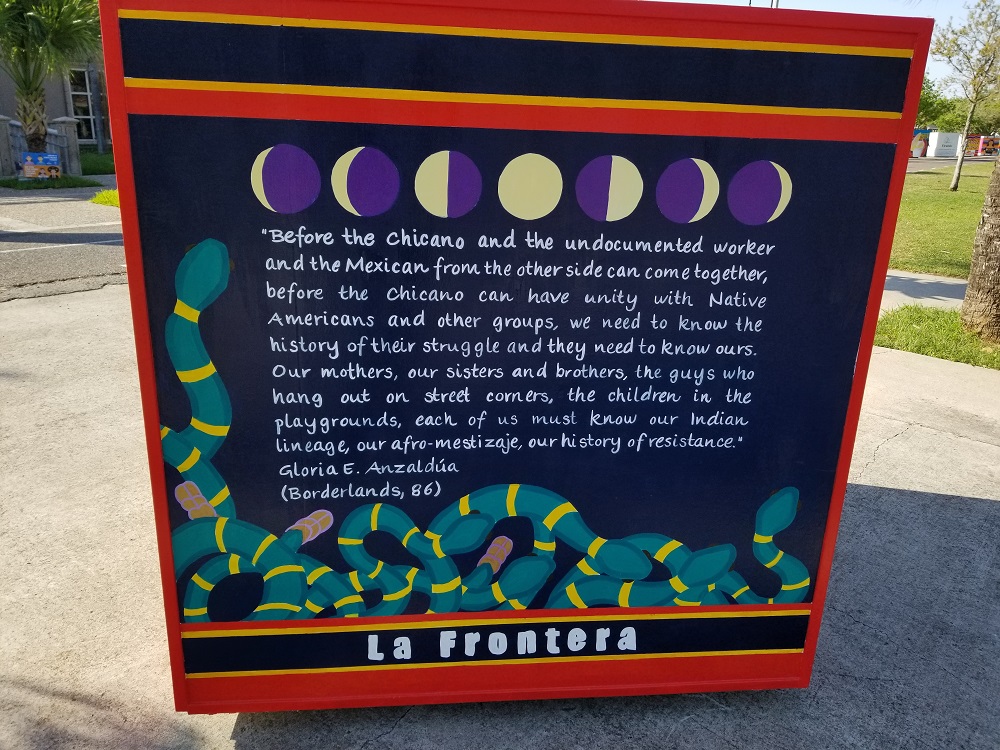 "Before the Chicano and the undocumented worker
and the Mexican from the other side can come together,
before the Chicano can have unity with Native
Americans and other groups, we need to know the
history of their struggle and they need to know ours.
Our mothers, our sisters and brothers, the guys who
hang out on street corners, the children in the
playgrounds, each of us must know our Indian
lineage, our afro-mestizaje, our history of resistance."
Gloria E. Anzaldúa
(Borderlands, 86)
La Frontera